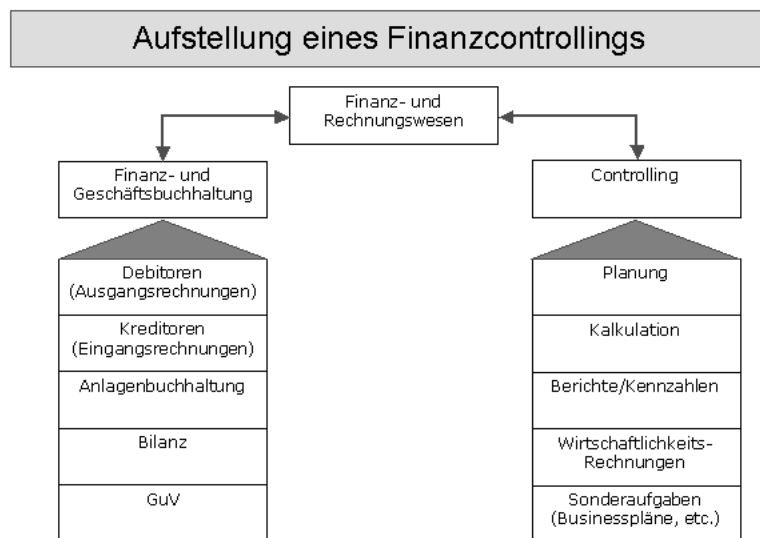 Aufstellung eines Finanzcontrollings
Finanz- und
Rechnungswesen
Finanz- und
Geschäftsbuchhaltung
Controlling
Debitoren
(Ausgangsrechnungen)
Kreditoren
(Eingangsrechnungen)
Anlagenbuchhaltung
Bilanz
GuV
Planung
Kalkulation
Berichte/Kennzahlen
Wirtschaftlichkeits-
Rechnungen
Sonderaufgaben
(Businesspläne, etc.)